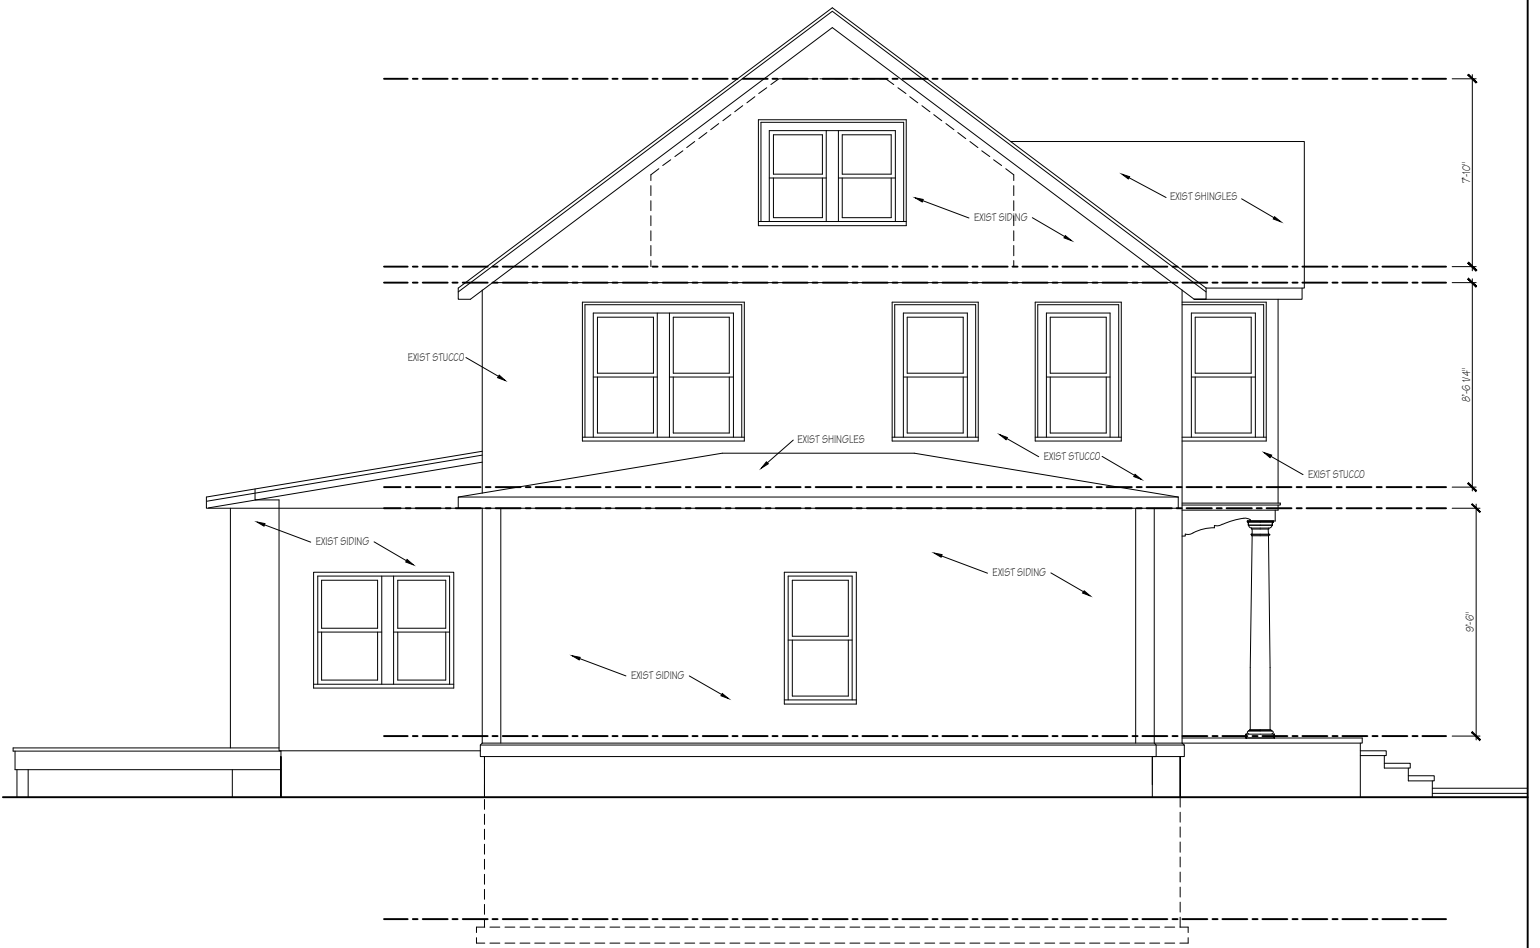 7'-10"
EXIST SHINGLES
EXIST SIDING
EXIST STUCCO
8'-6 1/4"
EXIST SHINGLES
EXIST STUCCO
EXIST STUCCO
EXIST SIDING
EXIST SIDING
9'-6"
EXIST SIDING